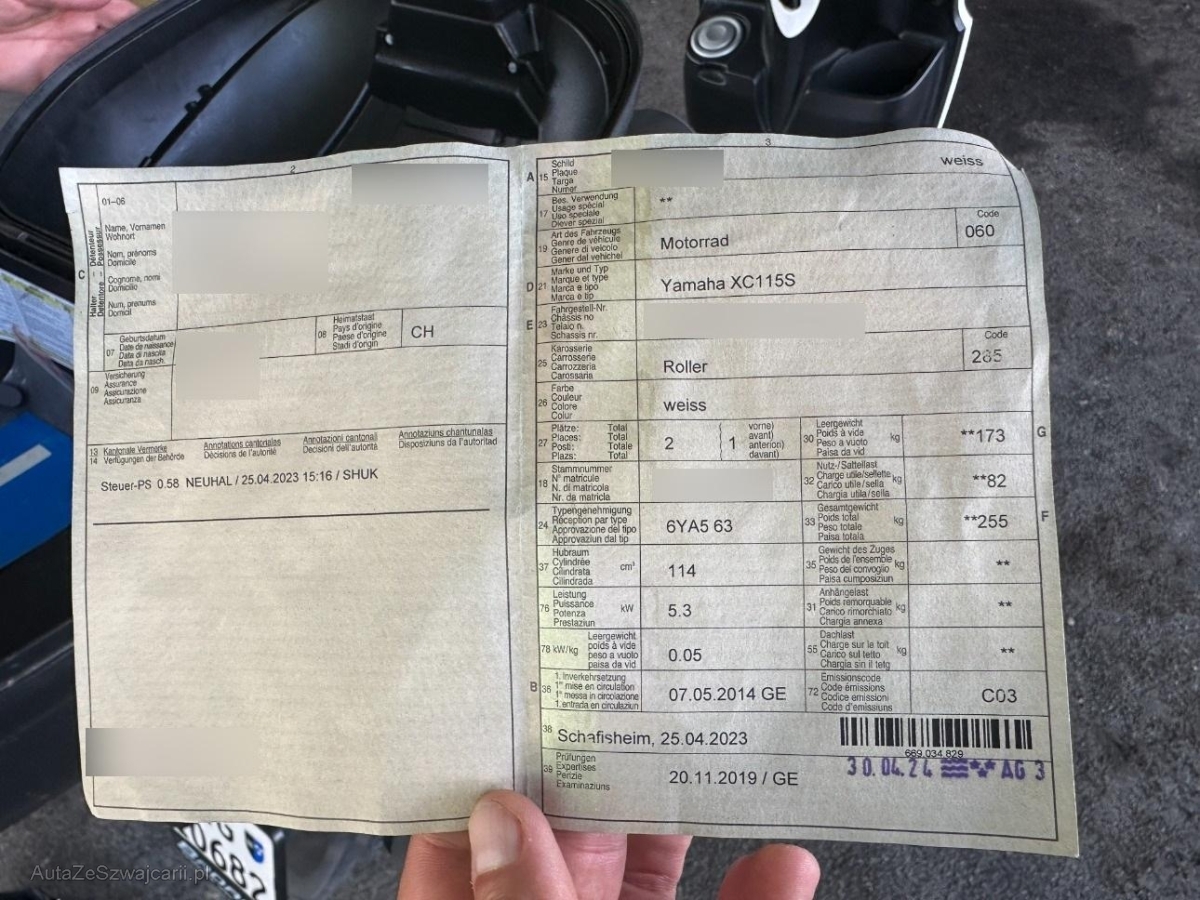 2
01-06
Halter — Détenteur
Detentore — Possessur
C
Name, Vornamen
Wohnort
Nom, prénoms
Domicile
Cognome, nomi
Domicilio
Num, prenums
Domicil
07
Geburtsdatum
Date de naissance
Data di nascita
Data da nasch.
08
Heimatstaat
Pays d'origine
Paese d'origine
Stadi d'origin
CH
09
Versicherung
Assurance
Assicurazione
Assicuranza
13 Kantonale Vermerke
14 Verfügungen der Behörde
Annotations cantonales
Décisions de l'autorité
Annotazioni cantonali
Decisioni dell'autorità
Annotaziuns chantunalas
Disposiziuns da l'autoritad
Steuer-PS 0.58 NEUHAL / 25.04.2023 15:16 / SHUK
3
A 15
Schild
Plaque
Targa
Numer
weiss
17
Bes. Verwendung
Usage spécial
Uso speciale
Diever spezial
**
19
Art des Fahrzeugs
Genre de véhicule
Genere di veicolo
Gener dal vehichel
Motorrad
Code
060
D 21
Marke und Typ
Marque et type
Marca e tipo
Marca e tip
Yamaha XC115S
E 23
Fahrgestell-Nr.
Châssis no
Telaio n.
Schassis nr.
25
Karosserie
Carrosserie
Carrozzeria
Carossaria
Roller
Code
285
26
Farbe
Couleur
Colore
Colur
weiss
27
Plätze: Total
Places: Total
Posti: Totale
Plazs: Total
2
1
vorne)
avant)
anteriori)
davant)
30
Leergewicht
Poids à vide
Peso a vuoto
Paisa da vid
kg
**173
G
18
Stammnummer
N° matricule
N. di matricola
Nr. da matricla
32
Nutz-/Sattellast
Charge utile/sellette
Carico utile/sella
Chargia utila/sella
kg
**82
24
Typengenehmigung
Réception par type
Approvazione del tipo
Approvaziun dal tip
6YA5 63
33
Gesamtgewicht
Poids total
Peso totale
Paisa totala
kg
**255
F
37
Hubraum
Cylindrée
Cilindrata
Cilindrada
cm³
114
35
Gewicht des Zuges
Poids de l'ensemble
Peso del convoglio
Paisa cumposiziun
kg
**
76
Leistung
Puissance
Potenza
Prestaziun
kW
5.3
31
Anhängelast
Poids remorquable
Carico rimorchiato
Chargia annexa
kg
**
78 kW/kg
Leergewicht
poids à vide
peso a vuoto
paisa da vid
0.05
55
Dachlast
Charge sur le toit
Carico sul tetto
Chargia sin il tetg
kg
**
B 36
1. Inverkehrsetzung
1re mise en circulation
1a messa in circolazione
1. entrada en circulaziun
07.05.2014 GE
72
Emissionscode
Code émissions
Codice emissioni
Code d'emissiuns
C03
38
Schafisheim, 25.04.2023
669.034.829
39
Prüfungen
Expertises
Perizie
Examinaziuns
20.11.2019 / GE
30.04.24 AG 3
0682
AutaZeSzwajcarii.pl